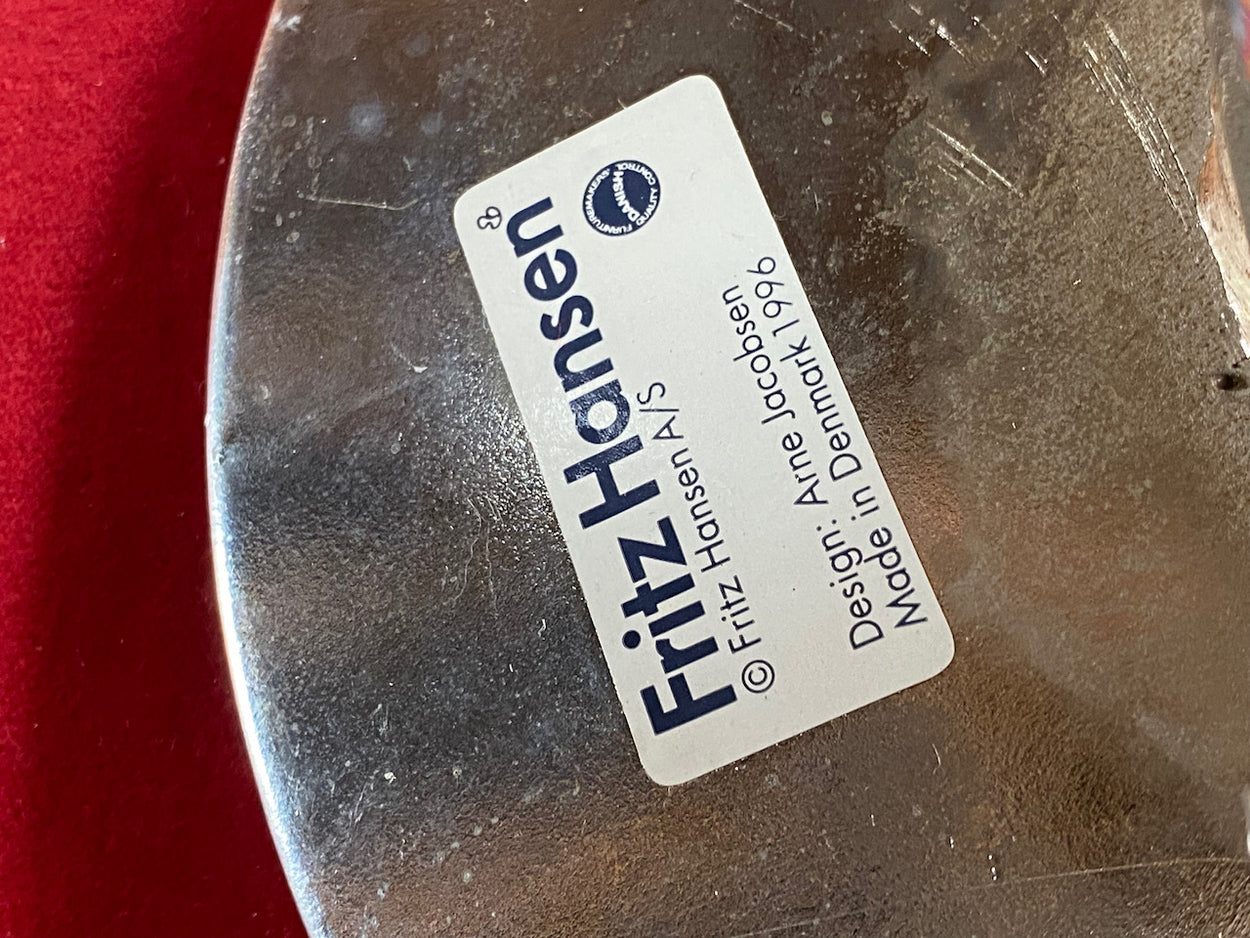 Fritz Hansen
© Fritz Hansen A/S
DANISH
FURNITUREMAKERS' QUALITY CONTROL
Design: Arne Jacobsen
Made in Denmark 1996